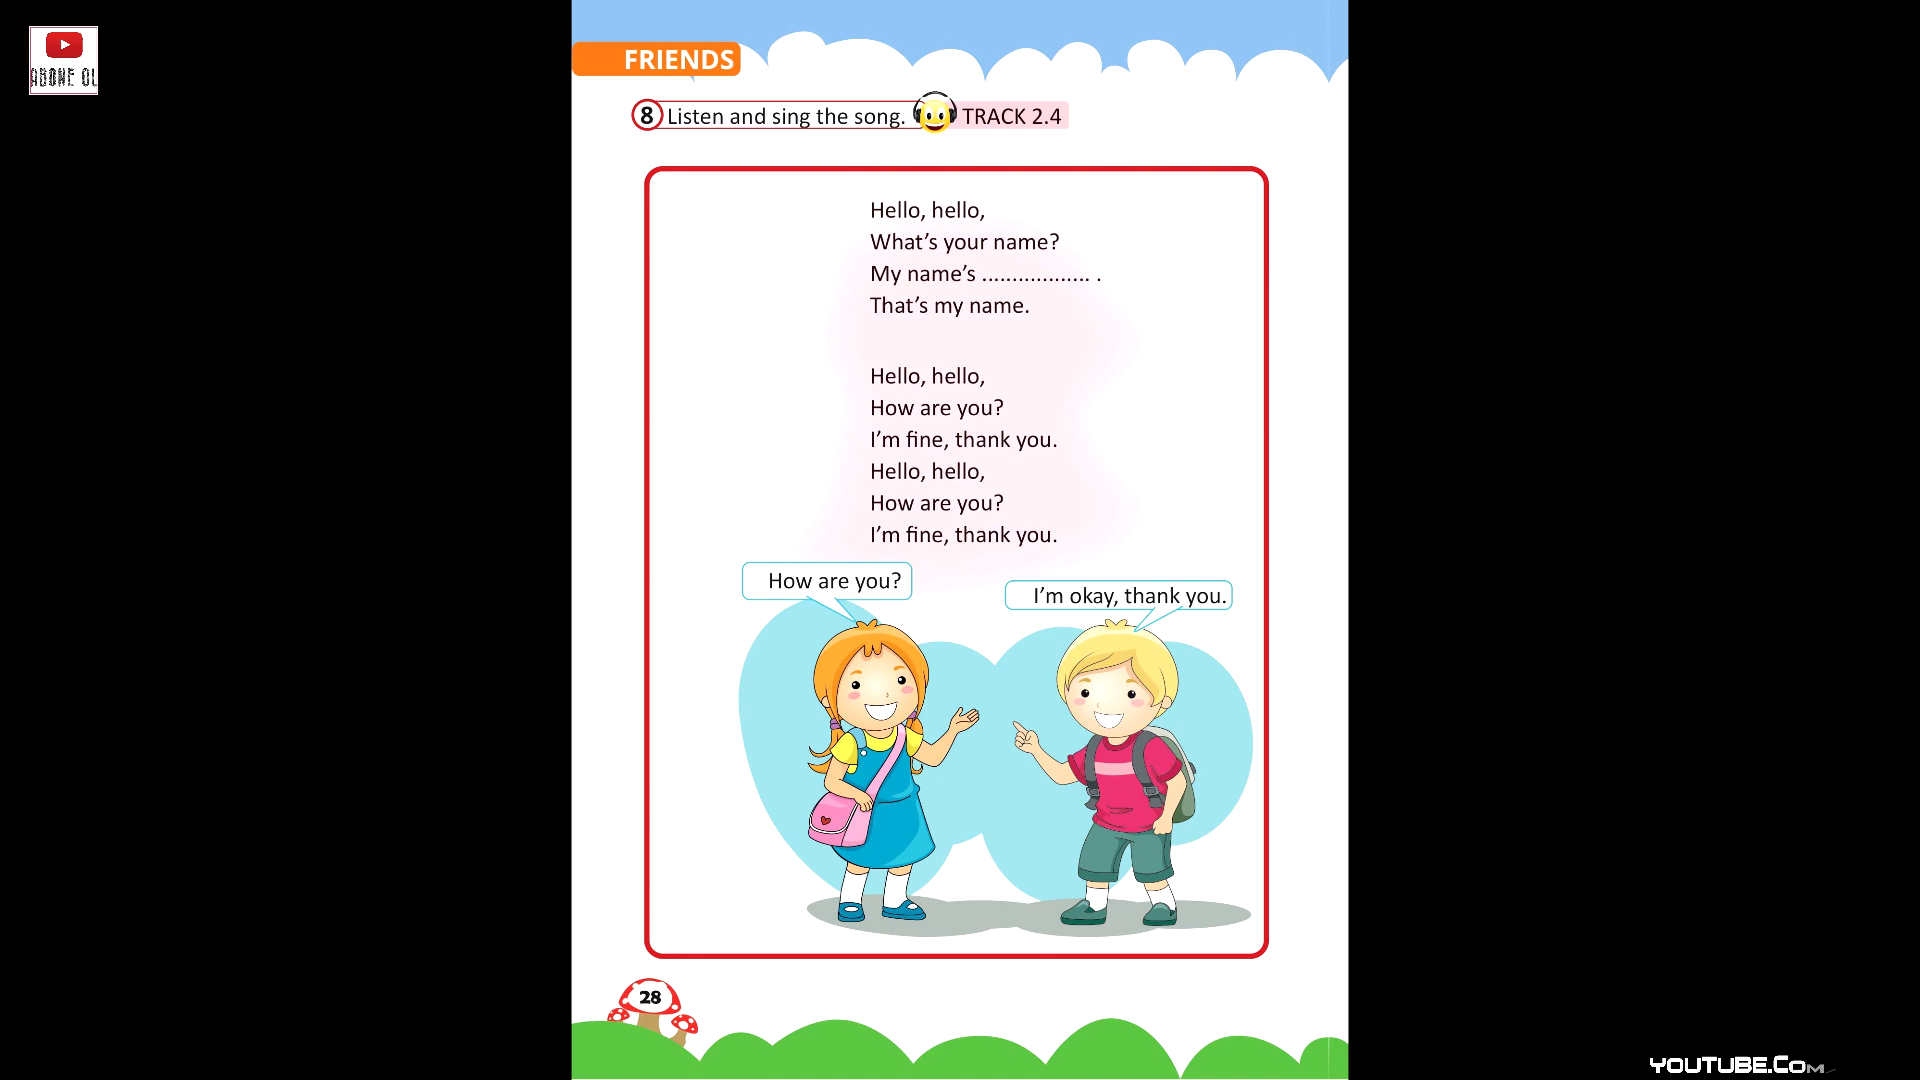 ABONE OL
FRIENDS
8 Listen and sing the song. TRACK 2.4
Hello, hello,
What's your name?
My name's .................. .
That's my name.
Hello, hello,
How are you?
I'm fine, thank you.
Hello, hello,
How are you?
I'm fine, thank you.
How are you?
I'm okay, thank you.
28
YOUTUBE.COM